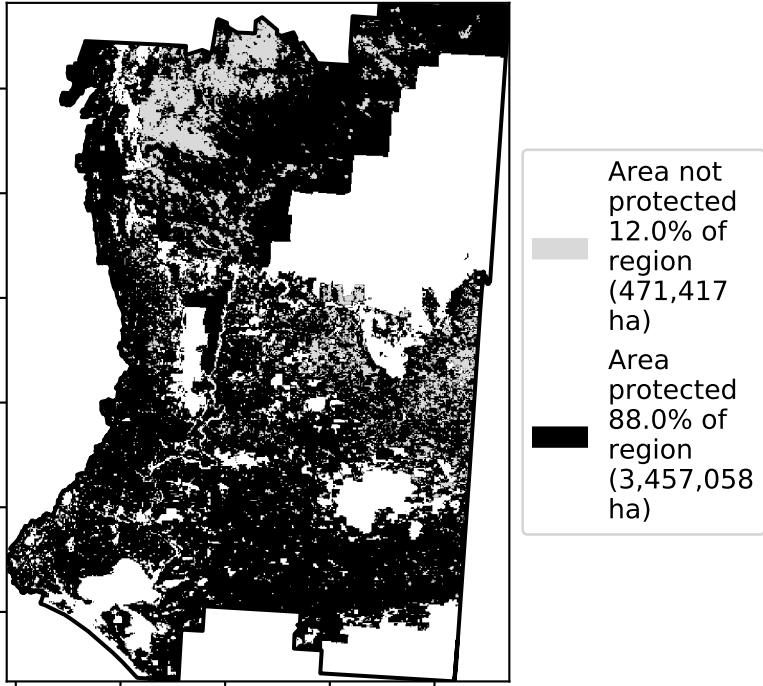 Area not
protected
12.0% of
region
(471,417
ha)
Area
protected
88.0% of
region
(3,457,058
ha)